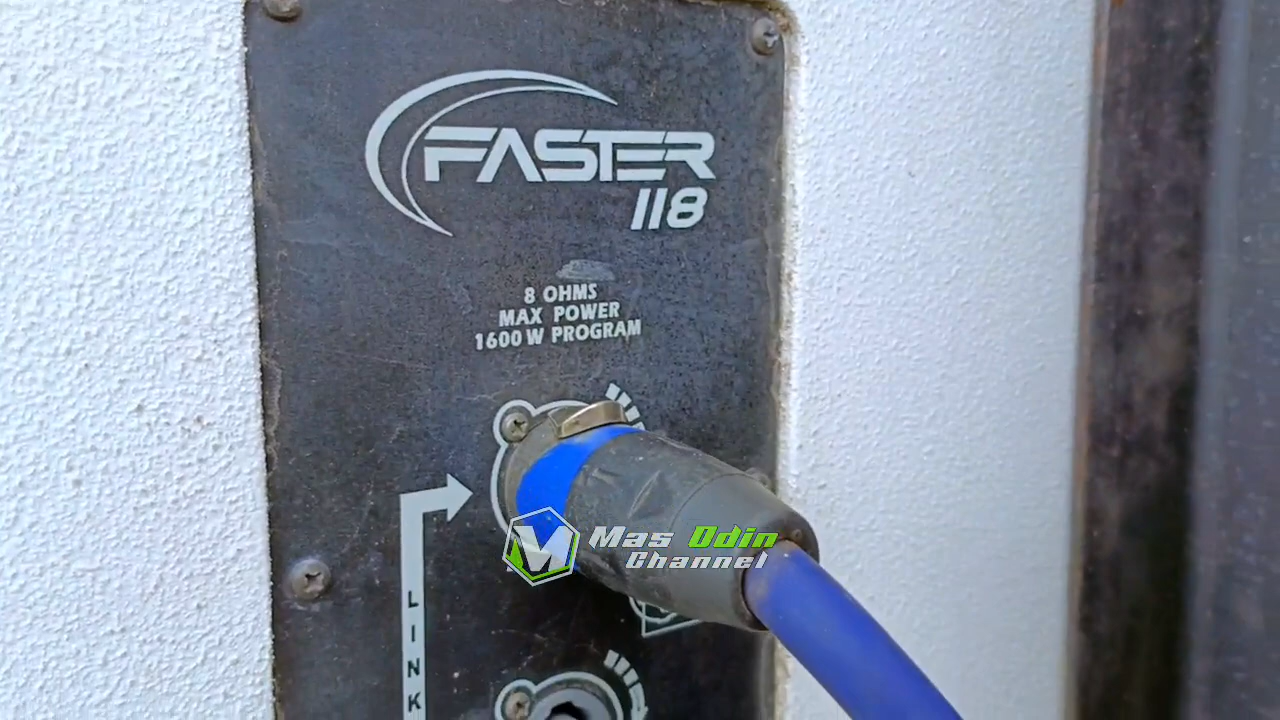 FASTER
118
8 OHMS
MAX POWER
1600 W PROGRAM
LINK
Mas Odin
Channel